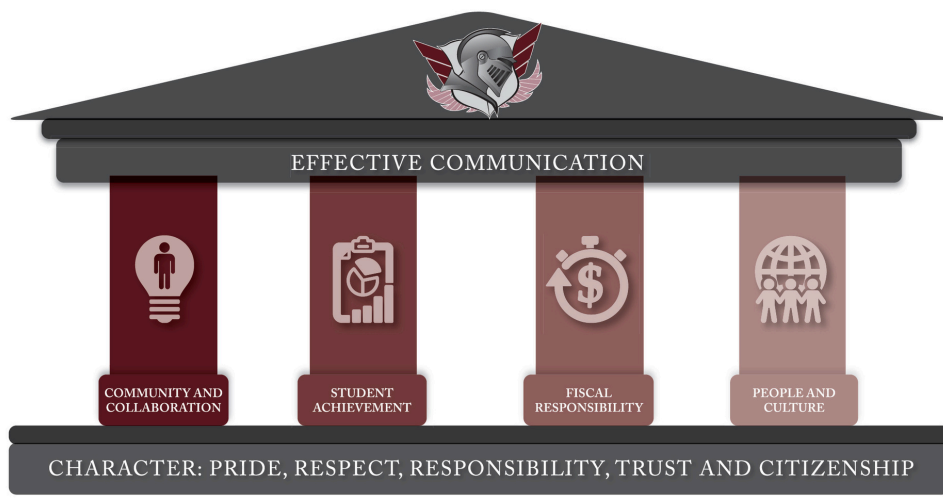 EFFECTIVE COMMUNICATION
COMMUNITY AND
COLLABORATION
STUDENT
ACHIEVEMENT
FISCAL
RESPONSIBILITY
PEOPLE AND
CULTURE
CHARACTER: PRIDE, RESPECT, RESPONSIBILITY, TRUST AND CITIZENSHIP